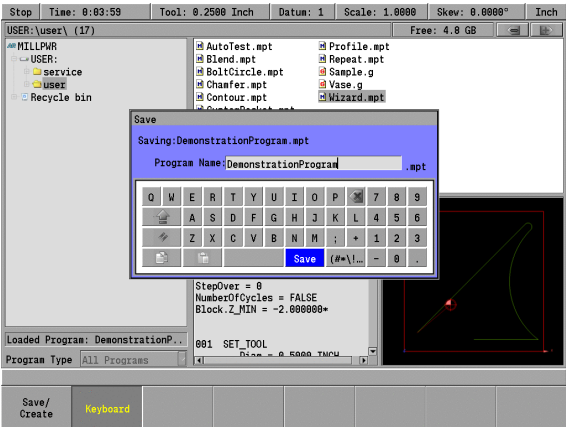 Stop Time: 0:03:59 Tool: 0.2500 Inch Datum: 1 Scale: 1.0000 Skew: 0.0000° Inch
USER:\user\ (17) Free: 4.8 GB
MILLPWR
USER:
service
user
Recycle bin
AutoTest.mpt Profile.mpt
Blend.mpt Repeat.mpt
BoltCircle.mpt Sample.g
Chamfer.mpt Vase.g
Contour.mpt Wizard.mpt
Save
Saving:DemonstrationProgram.mpt
Program Name: DemonstrationProgram .mpt
Q W E R T Y U I O P 7 8 9
A S D F G H J K L 4 5 6
Z X C V B N M ; + 1 2 3
Save (#*\!... - 0 .
StepOver = 0
NumberOfCycles = FALSE
Block.Z_MIN = -2.000000*
001 SET_TOOL
Diam = 0.5000 INCH
Loaded Program: DemonstrationP..
Program Type All Programs
Save/
Create
Keyboard